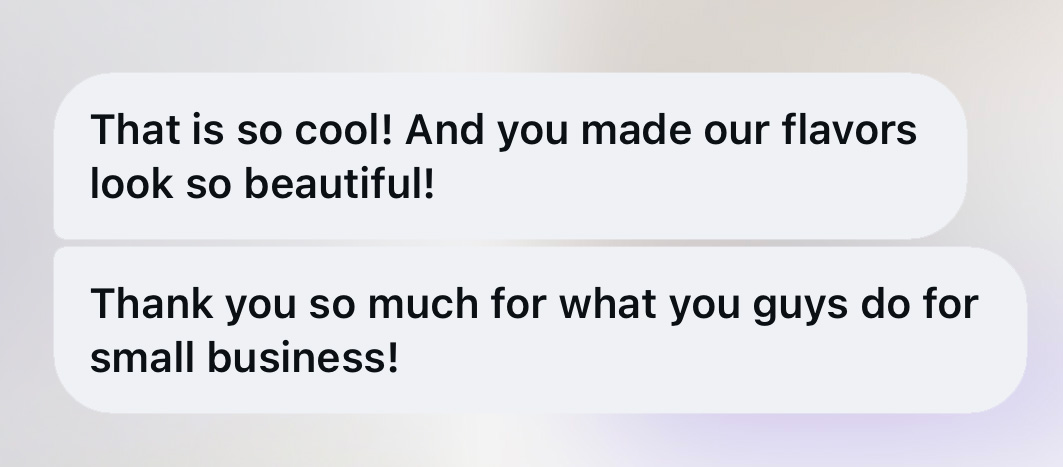 That is so cool! And you made our flavors
look so beautiful!
Thank you so much for what you guys do for
small business!